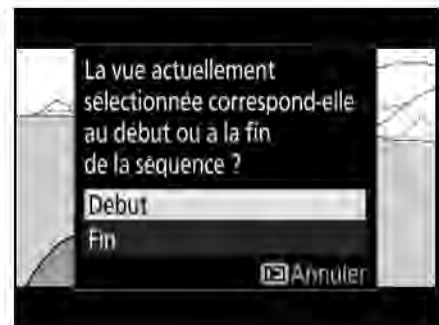 La vue actuellement
sélectionnée correspond-elle
au début ou à la fin
de la séquence ?
Début
Fin
Annuler